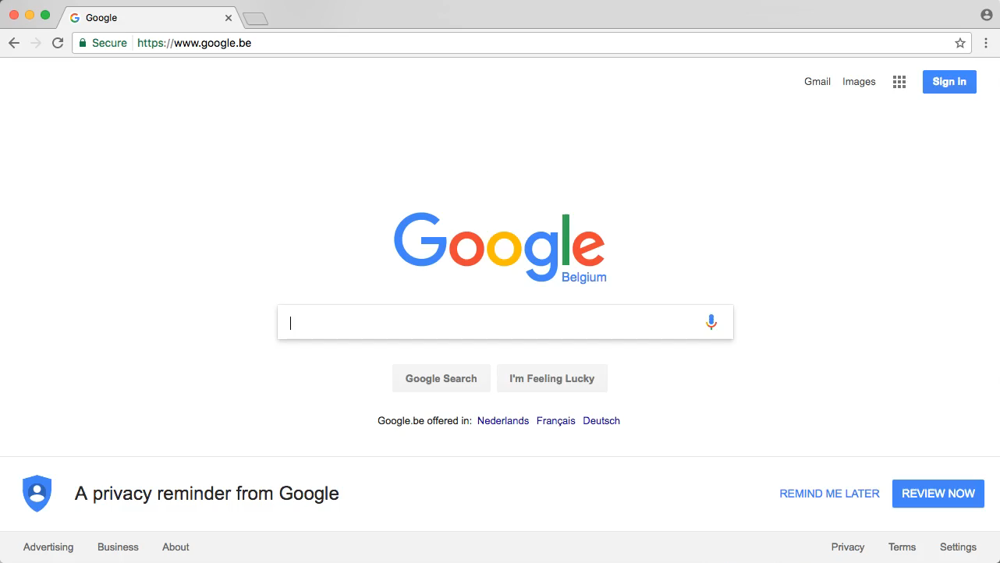 Google
Secure https://www.google.be
Gmail Images Sign in
Google
Belgium
Google Search I'm Feeling Lucky
Google.be offered in: Nederlands Français Deutsch
A privacy reminder from Google REMIND ME LATER REVIEW NOW
Advertising Business About Privacy Terms Settings